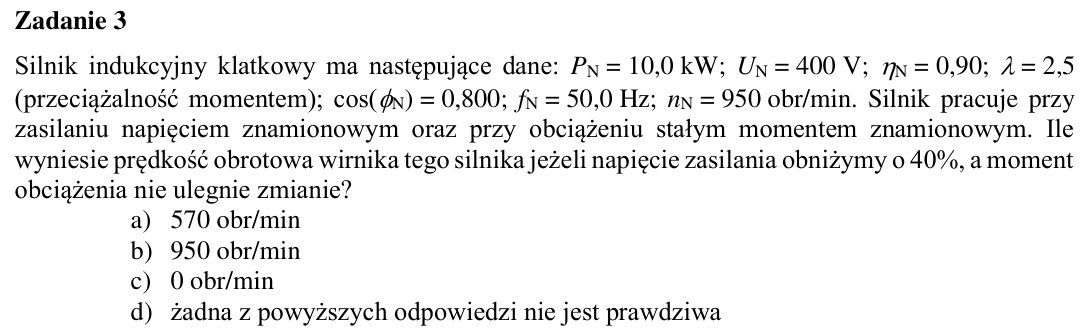 Zadanie 3
Silnik indukcyjny klatkowy ma następujące dane: PN = 10,0 kW; UN = 400 V; ηN = 0,90; λ = 2,5
(przeciążalność momentem); cos(ϕN) = 0,800; fN = 50,0 Hz; nN = 950 obr/min. Silnik pracuje przy
zasilaniu napięciem znamionowym oraz przy obciążeniu stałym momentem znamionowym. Ile
wyniesie prędkość obrotowa wirnika tego silnika jeżeli napięcie zasilania obniżymy o 40%, a moment
obciążenia nie ulegnie zmianie?
a) 570 obr/min
b) 950 obr/min
c) 0 obr/min
d) żadna z powyższych odpowiedzi nie jest prawdziwa